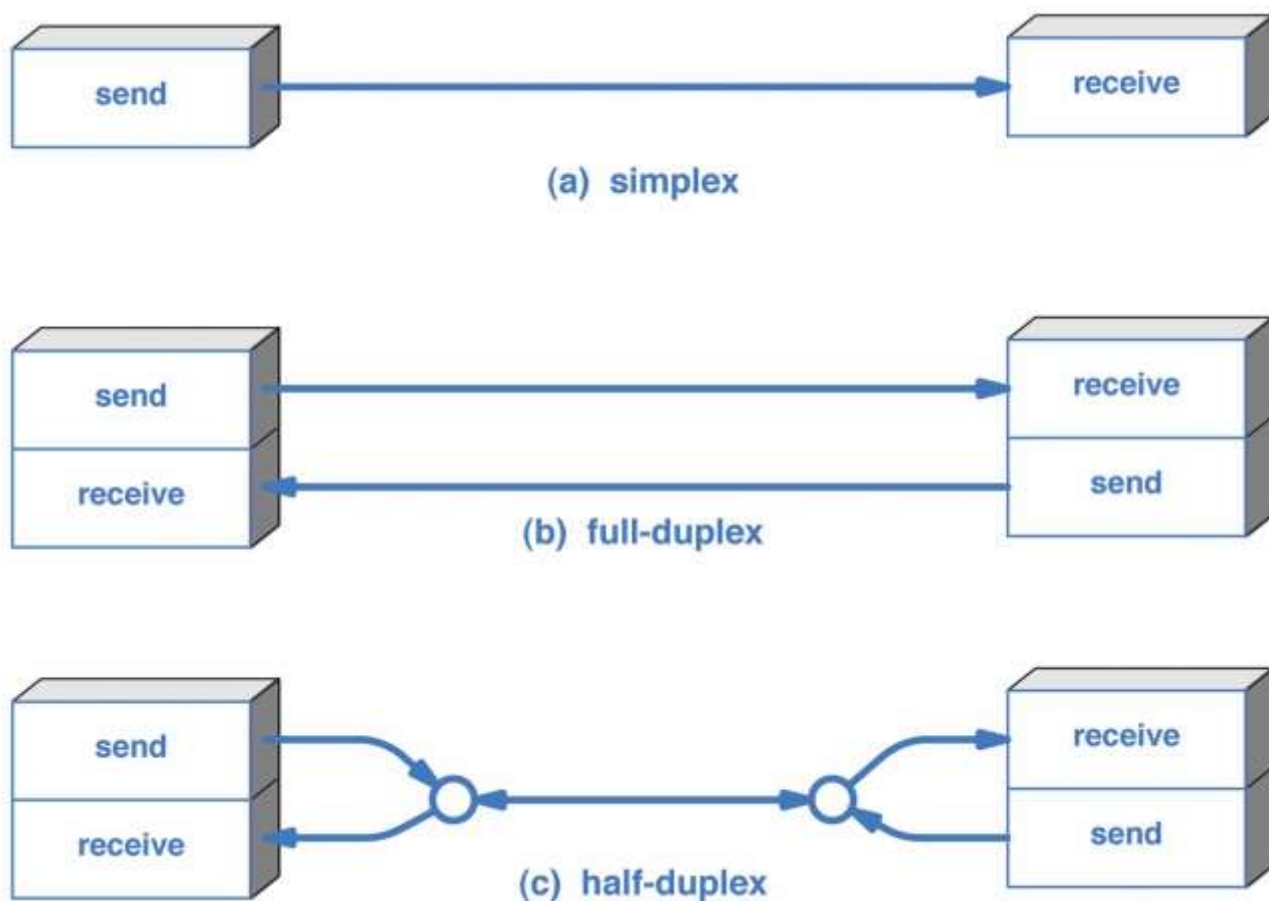 send
receive
(a) simplex
send
receive
receive
send
(b) full-duplex
send
receive
receive
send
(c) half-duplex